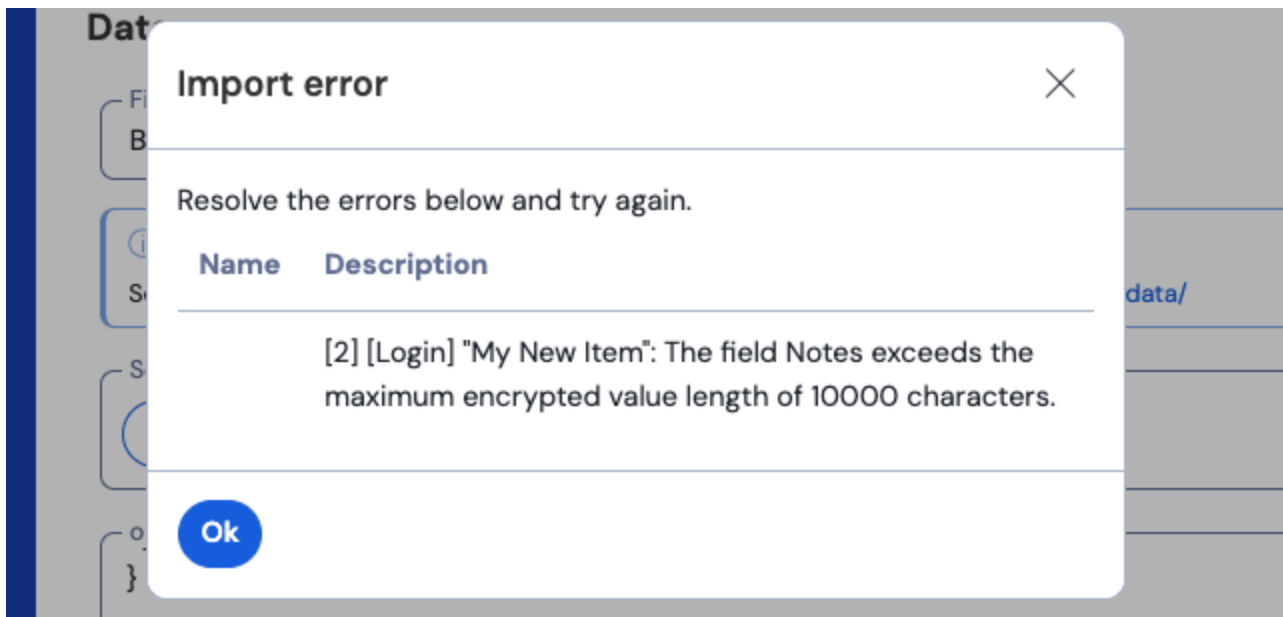 Import error
Resolve the errors below and try again.
Name Description
[2] [Login] "My New Item": The field Notes exceeds the
maximum encrypted value length of 10000 characters.
data/
Ok
}